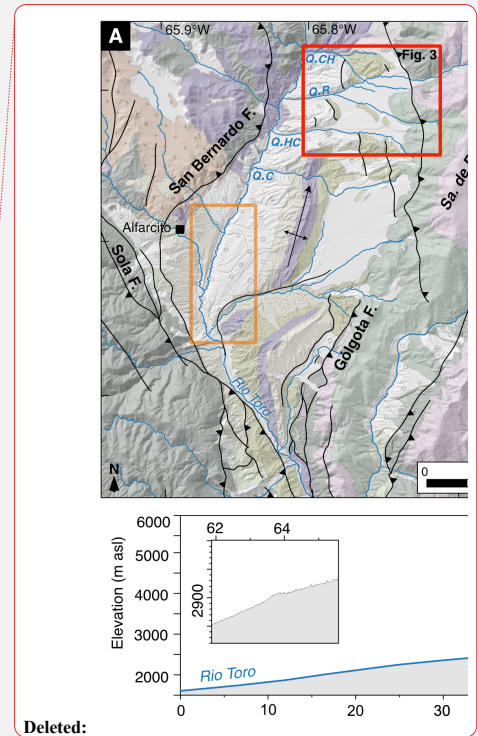 A
65.9°W
65.8°W
Q.CH
Fig. 3
Q.R
San Bernardo F.
Q.HC
Q.C
Sa. de
Alfarcito
Sola F.
Gólgota F.
Rio Toro
N
0
6000
5000
4000
3000
2000
Elevation (m asl)
62
64
2900
Rio Toro
0
10
20
30
Deleted: